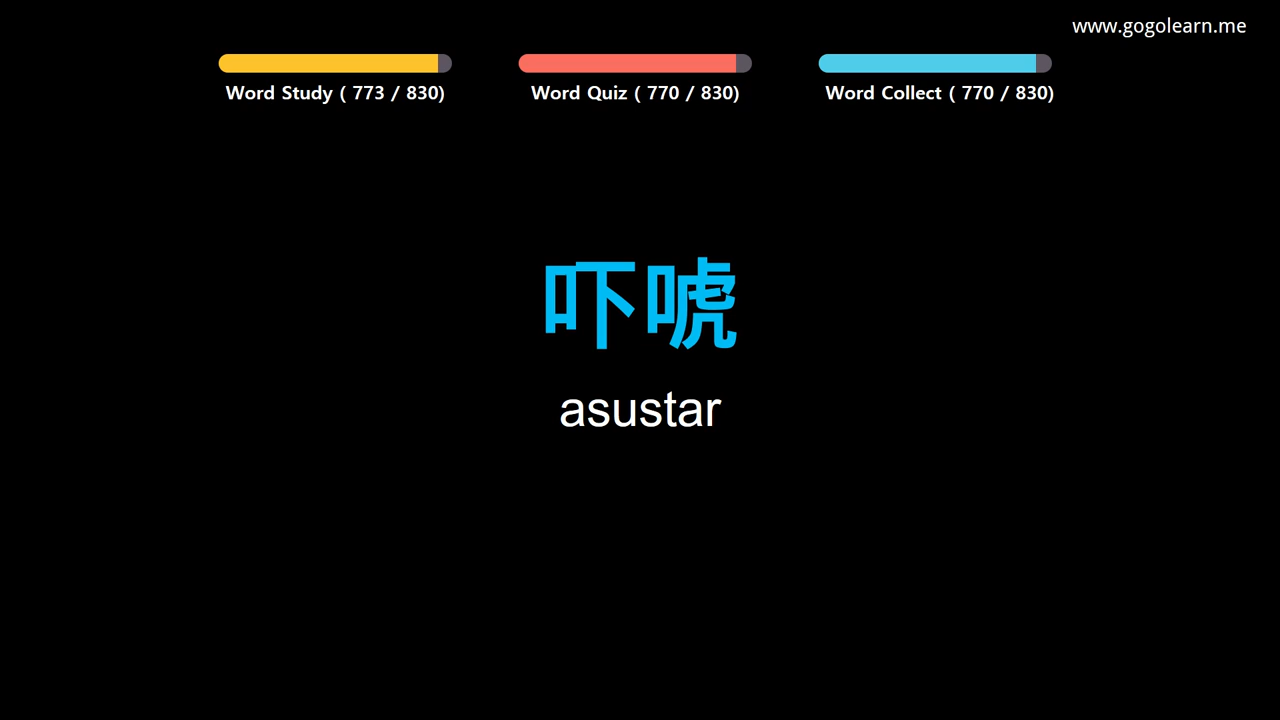 www.gogolearn.me
Word Study ( 773 / 830)
Word Quiz ( 770 / 830)
Word Collect ( 770 / 830)
吓唬
asustar